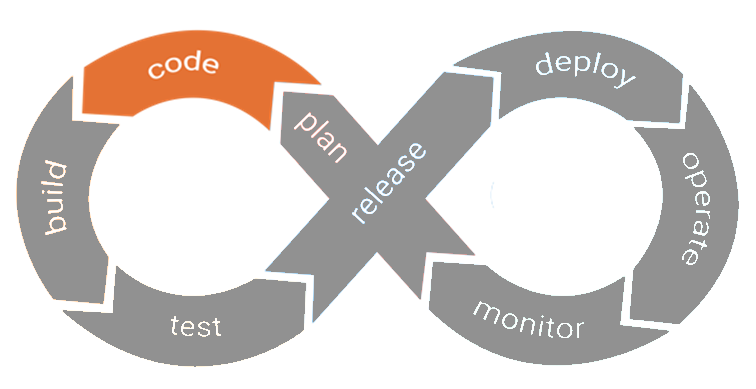 plan
code
build
test
release
deploy
operate
monitor